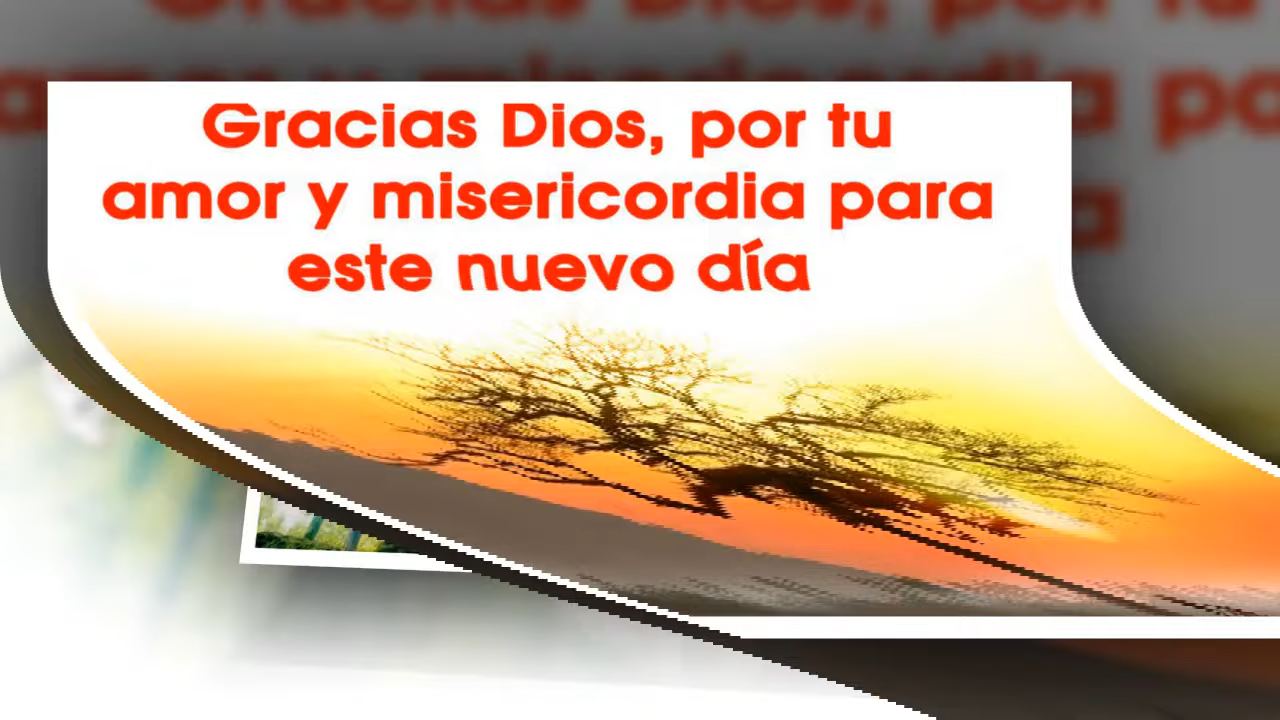 Gracias Dios, por tu
amor y misericordia para
este nuevo día